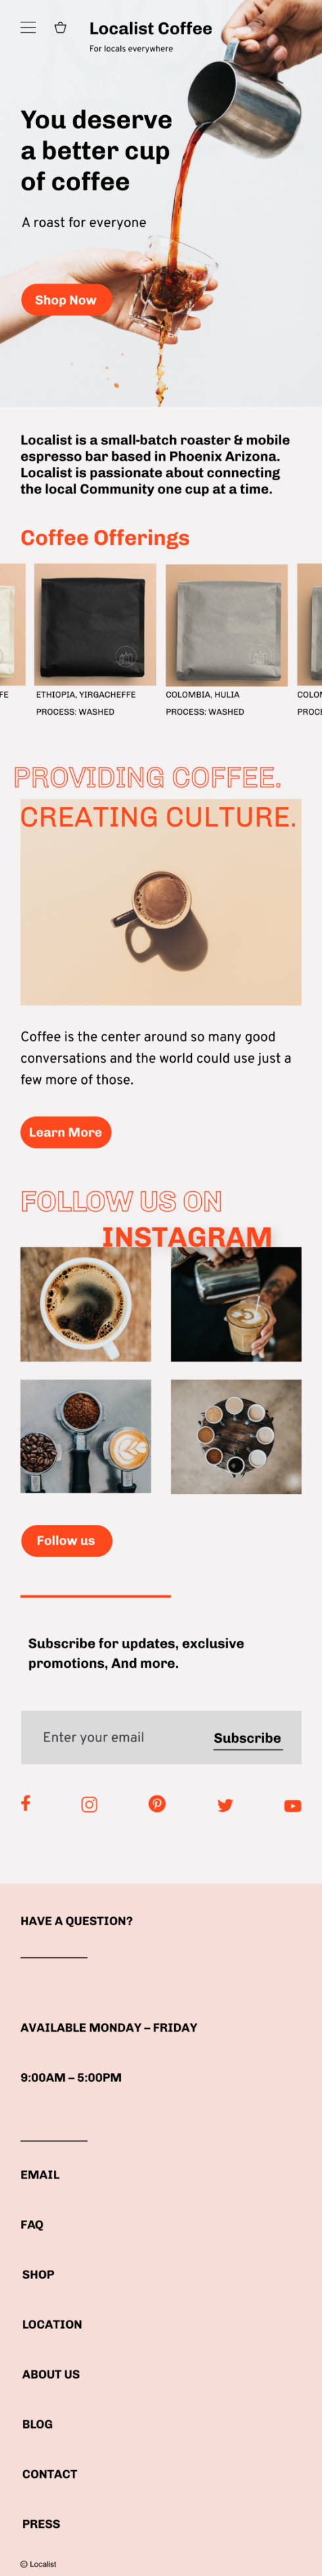 Localist Coffee
For locals everywhere
You deserve
a better cup
of coffee
A roast for everyone
Shop Now
Localist is a small-batch roaster & mobile
espresso bar based in Phoenix Arizona.
Localist is passionate about connecting
the local Community one cup at a time.
Coffee Offerings
FE
ETHIOPIA, YIRGACHEFFE
COLOMBIA, HULIA
COLO
PROCESS: WASHED
PROCESS: WASHED
PROC
PROVIDING COFFEE.
CREATING CULTURE.
Coffee is the center around so many good
conversations and the world could use just a
few more of those.
Learn More
FOLLOW US ON
INSTAGRAM
Follow us
Subscribe for updates, exclusive
promotions, And more.
Enter your email
Subscribe
HAVE A QUESTION?
AVAILABLE MONDAY – FRIDAY
9:00AM – 5:00PM
EMAIL
FAQ
SHOP
LOCATION
ABOUT US
BLOG
CONTACT
PRESS
© Localist